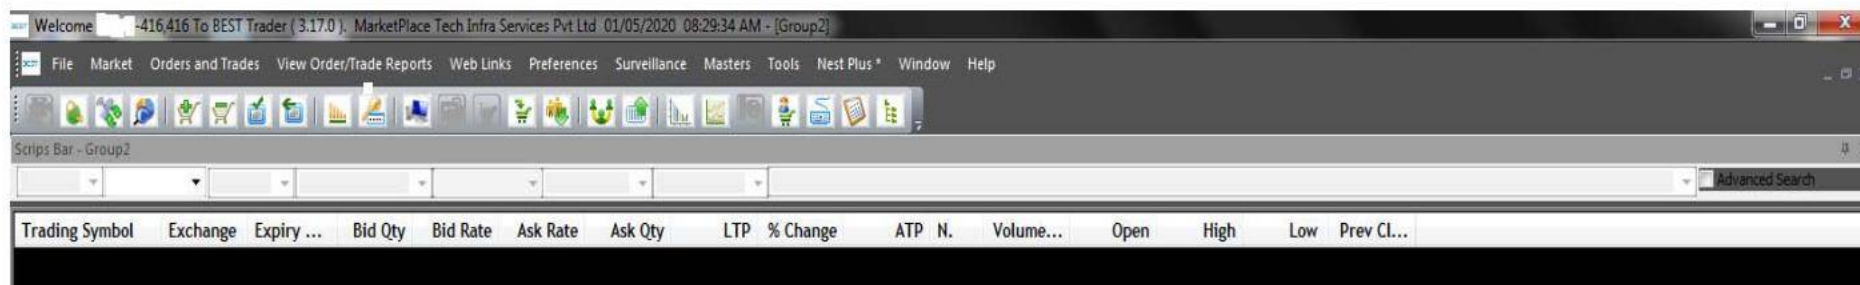 Welcome -416,416 To BEST Trader ( 3.17.0 ). MarketPlace Tech Infra Services Pvt Ltd 01/05/2020 08:29:34 AM - [Group2]
File Market Orders and Trades View Order/Trade Reports Web Links Preferences Surveillance Masters Tools Nest Plus * Window Help
Scrips Bar - Group2
Advanced Search
Trading Symbol Exchange Expiry ... Bid Qty Bid Rate Ask Rate Ask Qty LTP % Change ATP N. Volume... Open High Low Prev Cl...